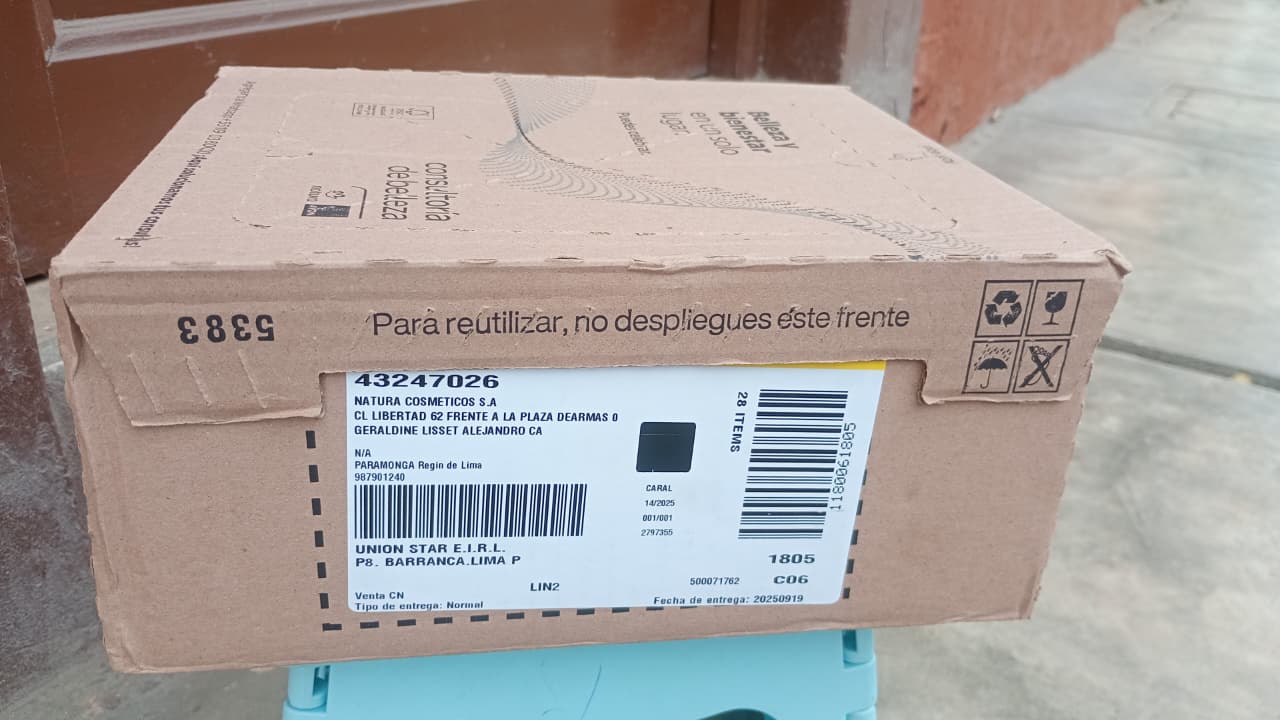 Belleza y
bienestar
en un solo
lugar.
Puedes celebrar.
consultoría
de belleza
natura
5383
Para reutilizar, no despliegues este frente
43247026
NATURA COSMETICOS S.A
CL LIBERTAD 62 FRENTE A LA PLAZA DEARMAS 0
GERALDINE LISSET ALEJANDRO CA
N/A
PARAMONGA Regin de Lima
987901240
UNION STAR E.I.R.L.
P8. BARRANCA.LIMA P
LIN2
Venta CN
Tipo de entrega: Normal
CARAL
14/2025
001/001
2797355
28 ITEMS
1180061805
1805
500071762 C06
Fecha de entrega: 20250919